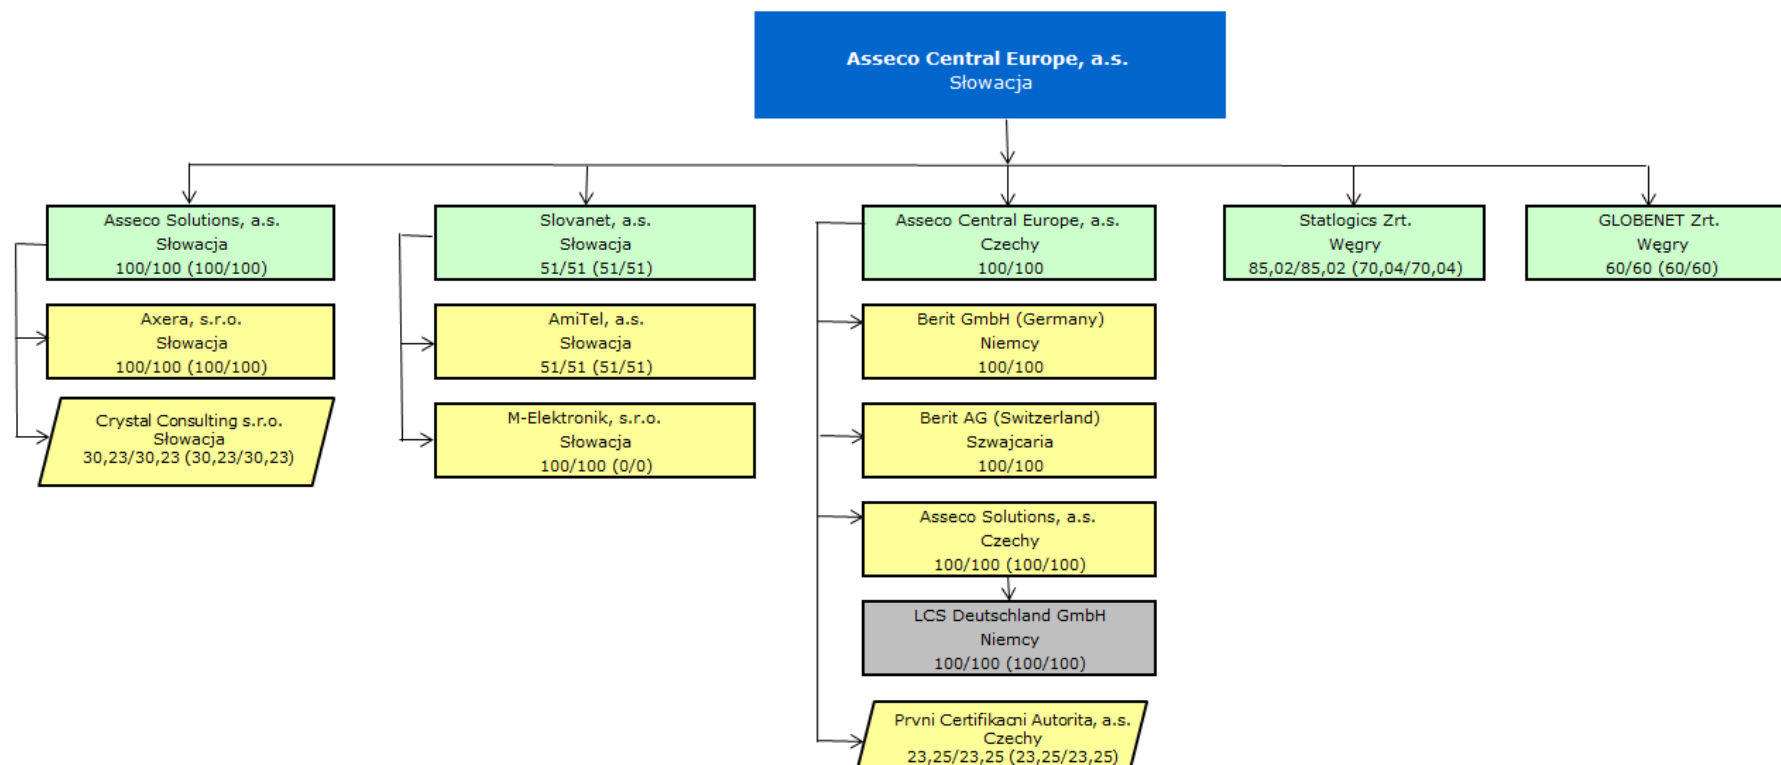 Asseco Central Europe, a.s.
Słowacja
Asseco Solutions, a.s.
Słowacja
100/100 (100/100)
Axera, s.r.o.
Słowacja
100/100 (100/100)
Crystal Consulting s.r.o.
Słowacja
30,23/30,23 (30,23/30,23)
Slovanet, a.s.
Słowacja
51/51 (51/51)
AmiTel, a.s.
Słowacja
51/51 (51/51)
M-Elektronik, s.r.o.
Słowacja
100/100 (0/0)
Asseco Central Europe, a.s.
Czechy
100/100
Berit GmbH (Germany)
Niemcy
100/100
Berit AG (Switzerland)
Szwajcaria
100/100
Asseco Solutions, a.s.
Czechy
100/100 (100/100)
LCS Deutschland GmbH
Niemcy
100/100 (100/100)
Prvni Certifikacni Autorita, a.s.
Czechy
23,25/23,25 (23,25/23,25)
Statlogics Zrt.
Węgry
85,02/85,02 (70,04/70,04)
GLOBENET Zrt.
Węgry
60/60 (60/60)